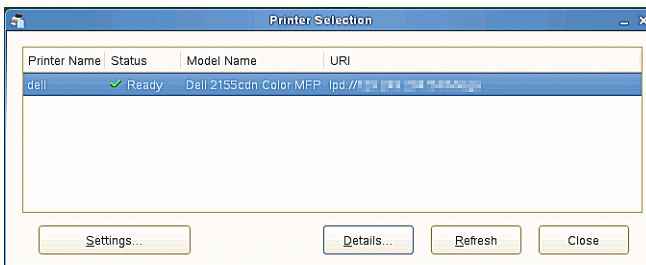 Printer Selection
Printer Name Status Model Name URI
dell Ready Dell 2155cdn Color MFP lpd://
Settings... Details... Refresh Close